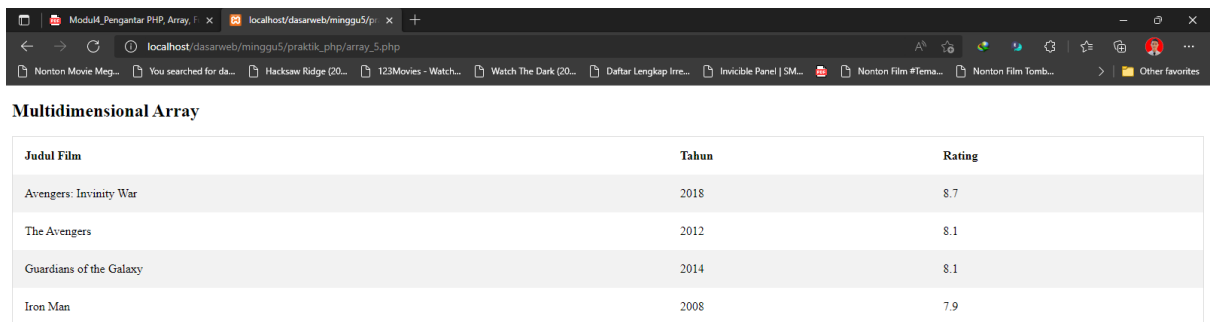 Modul4_Pengantar PHP, Array, F
localhost/dasarweb/minggu5/pr
localhost/dasarweb/minggu5/praktik_php/array_5.php
Nonton Movie Meg... You searched for da... Hacksaw Ridge (20... 123Movies - Watch... Watch The Dark (20... Daftar Lengkap Irre... Invicible Panel | SM... Nonton Film #Tema... Nonton Film Tomb... Other favorites
Multidimensional Array
Judul Film Tahun Rating
Avengers: Invinity War 2018 8.7
The Avengers 2012 8.1
Guardians of the Galaxy 2014 8.1
Iron Man 2008 7.9